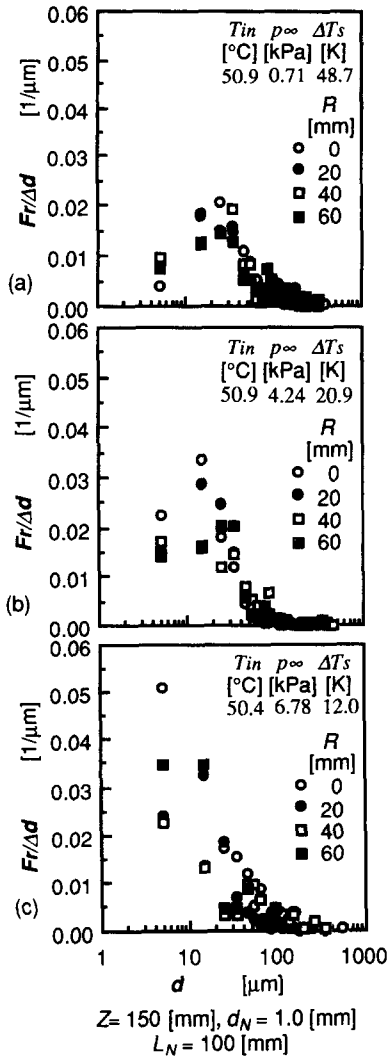 0.06
Tin p∞ ΔTs
[°C] [kPa] [K]
50.9 0.71 48.7
0.05
[1/μm]
0.04
R
[mm]
0
20
40
60
0.03
Fr/Δd
0.02
0.01
(a)
0.00
0.06
Tin p∞ ΔTs
[°C] [kPa] [K]
50.9 4.24 20.9
0.05
[1/μm]
0.04
R
[mm]
0
20
40
60
0.03
Fr/Δd
0.02
0.01
(b)
0.00
0.06
Tin p∞ ΔTs
[°C] [kPa] [K]
50.4 6.78 12.0
0.05
[1/μm]
0.04
R
[mm]
0
20
40
60
0.03
Fr/Δd
0.02
0.01
(c)
0.00
1 10 100 1000
d [μm]
Z= 150 [mm], dN = 1.0 [mm]
LN = 100 [mm]